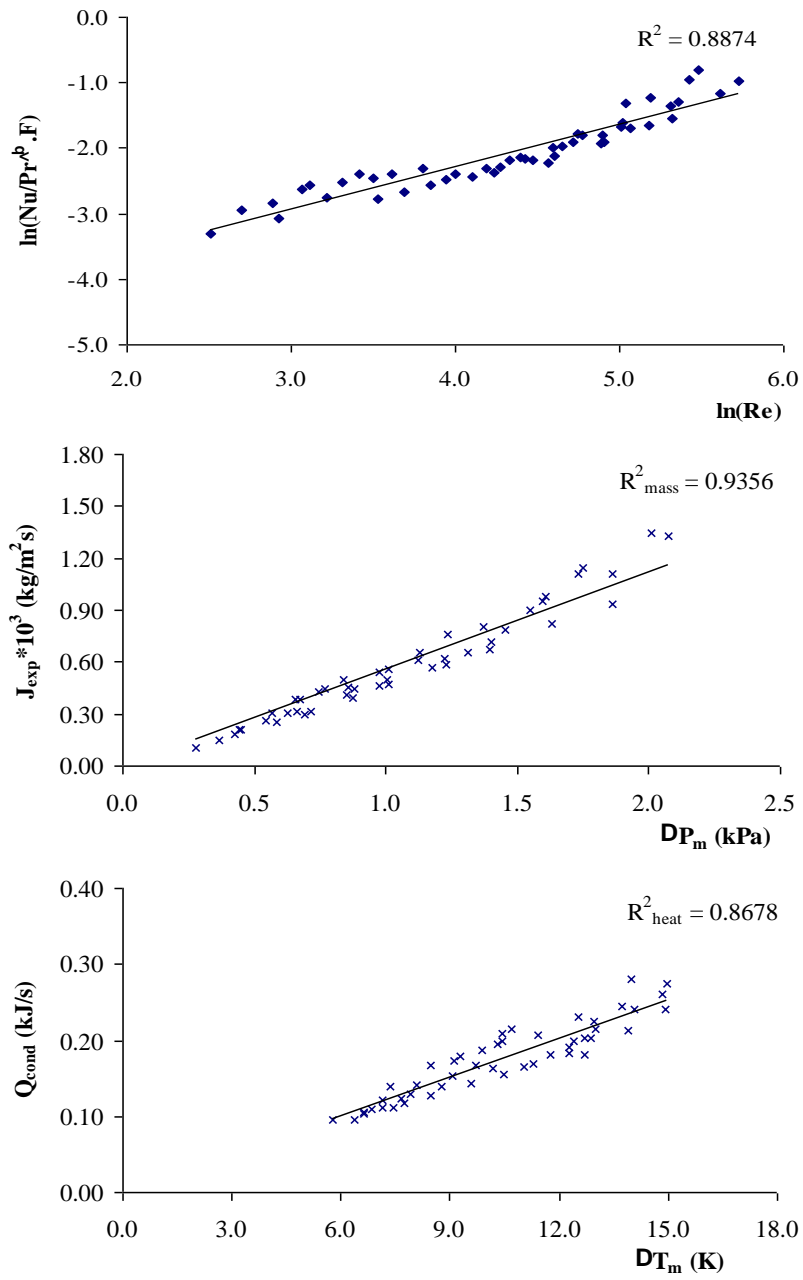 0.0
R² = 0.8874
-1.0
-2.0
-3.0
-4.0
-5.0
ln(Nu/Pr^b.F)
2.0 3.0 4.0 5.0 6.0
ln(Re)
1.80
R²mass = 0.9356
1.50
1.20
0.90
0.60
0.30
0.00
Jexp*10³ (kg/m²s)
0.0 0.5 1.0 1.5 2.0 2.5
DPm (kPa)
0.40
R²heat = 0.8678
0.30
0.20
0.10
0.00
Qcond (kJ/s)
0.00 3.0 6.0 9.0 12.0 15.0 18.0
DTm (K)